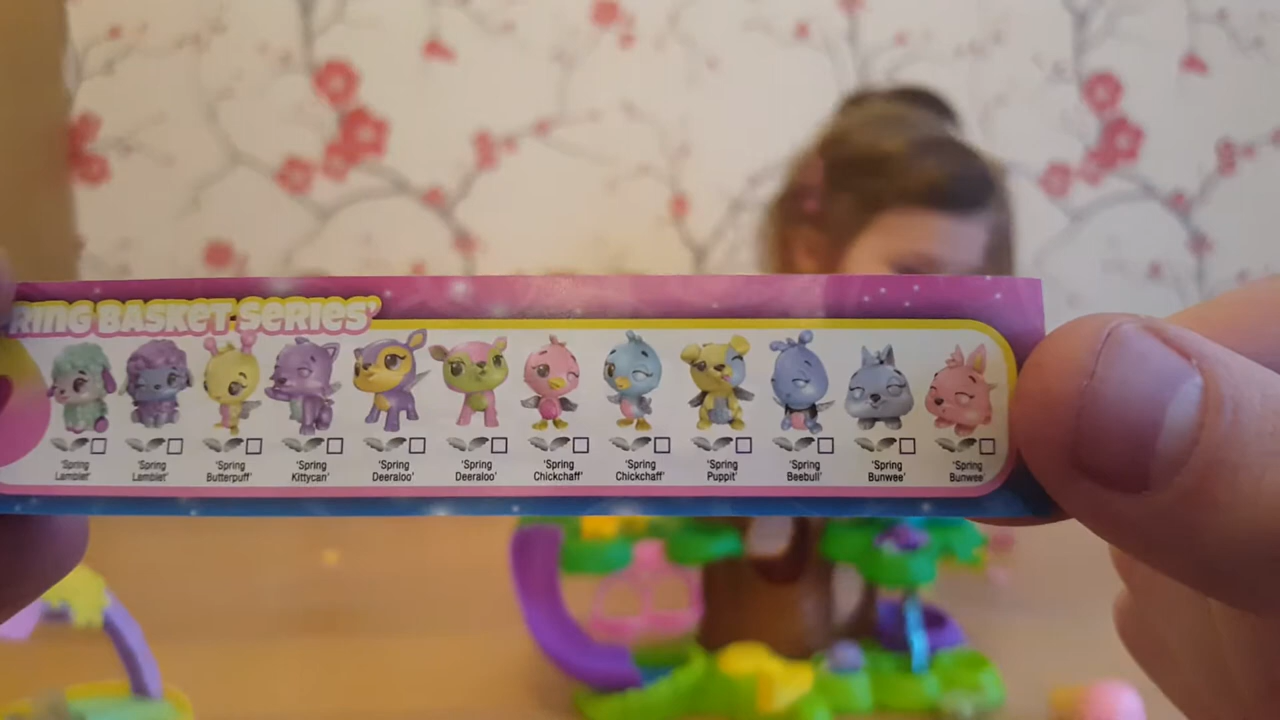 RING BASKET SERIES'
'Spring Lamblet'
'Spring Lamblet'
'Spring Butterpuff'
'Spring Kittycan'
'Spring Deeraloo'
'Spring Deeraloo'
'Spring Chickchaff'
'Spring Chickchaff'
'Spring Puppit'
'Spring Beebull'
'Spring Bunwee'
'Spring Bunwee'